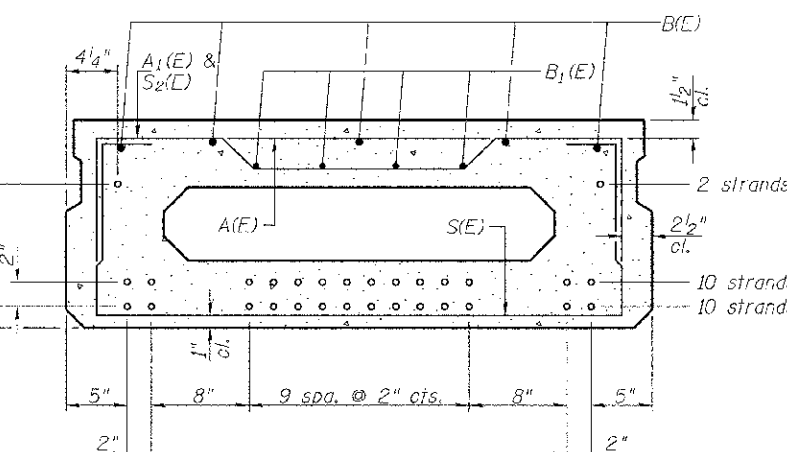 B(E)
4¼"
A₁(E) &
S₂(E)
B₁(E)
1½"
cl.
2 strands
A(E)
S(E)
2½"
cl.
2"
10 strands
10 strands
1"
cl.
5"
8"
9 spa. @ 2" cts.
8"
5"
2"
2"